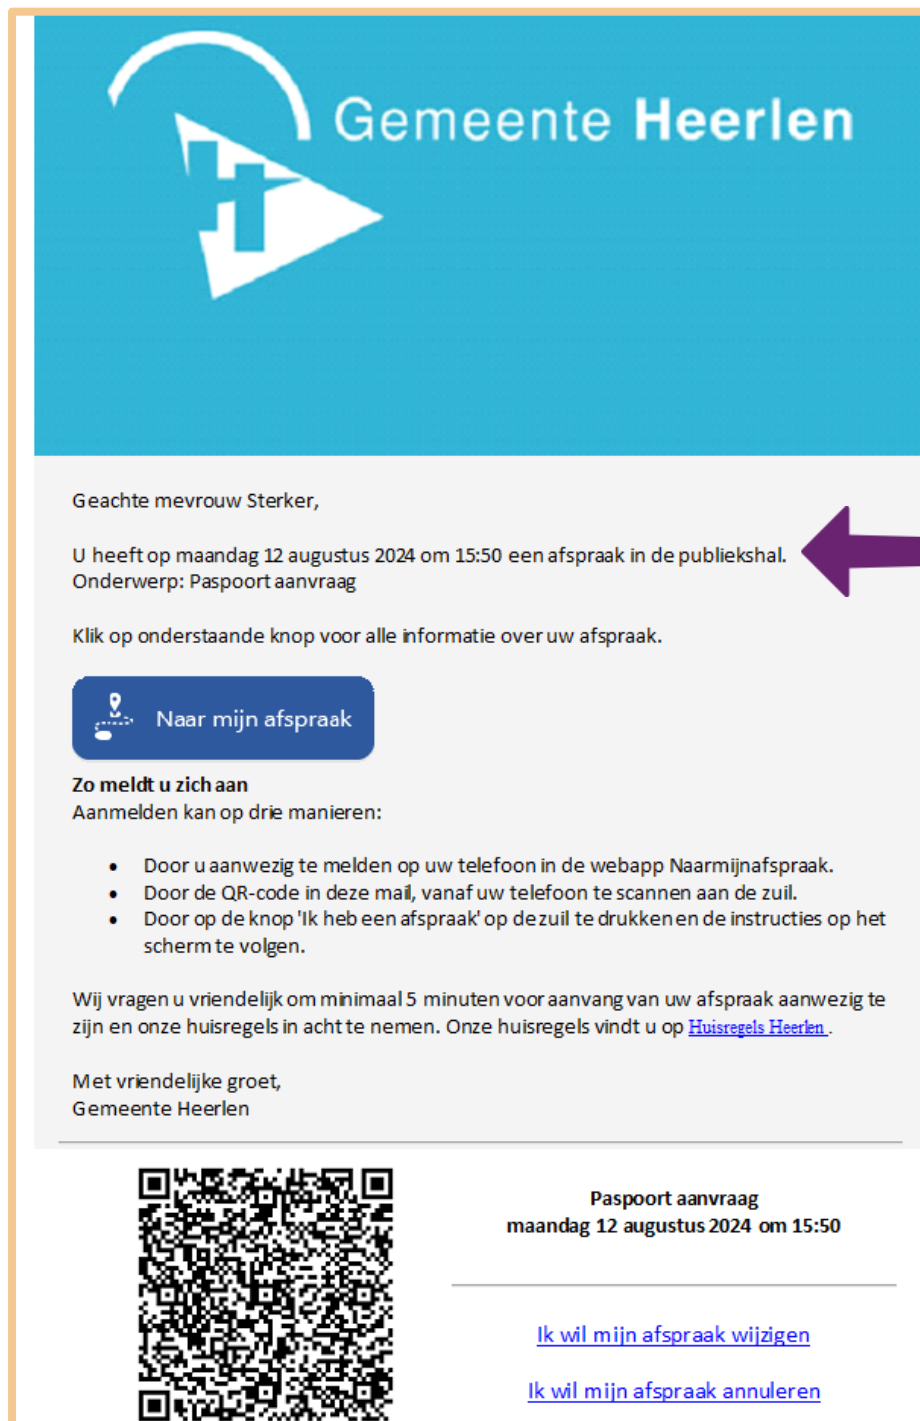 Gemeente Heerlen
Geachte mevrouw Sterker,
U heeft op maandag 12 augustus 2024 om 15:50 een afspraak in de publiekshal.
Onderwerp: Paspoort aanvraag
Klik op onderstaande knop voor alle informatie over uw afspraak.
Naar mijn afspraak
Zo meldt u zich aan
Aanmelden kan op drie manieren:
• Door u aanwezig te melden op uw telefoon in de webapp Naarmijnafspraak.
• Door de QR-code in deze mail, vanaf uw telefoon te scannen aan de zuil.
• Door op de knop 'Ik heb een afspraak' op de zuil te drukken en de instructies op het
scherm te volgen.
Wij vragen u vriendelijk om minimaal 5 minuten voor aanvang van uw afspraak aanwezig te
zijn en onze huisregels in acht te nemen. Onze huisregels vindt u op Huisregels Heerlen .
Met vriendelijke groet,
Gemeente Heerlen
Paspoort aanvraag
maandag 12 augustus 2024 om 15:50
Ik wil mijn afspraak wijzigen
Ik wil mijn afspraak annuleren